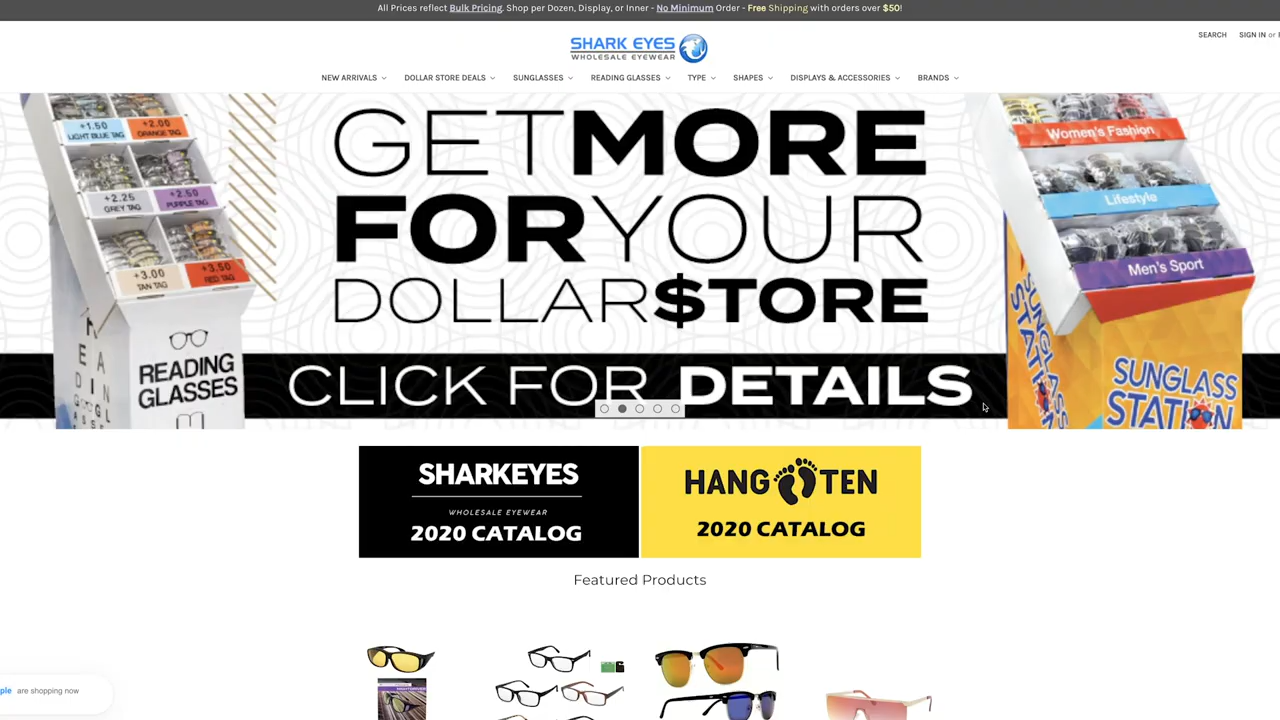 All Prices reflect Bulk Pricing. Shop per Dozen, Display, or Inner - No Minimum Order - Free Shipping with orders over $50!
SHARK EYES
WHOLESALE EYEWEAR
SEARCH
SIGN IN or
NEW ARRIVALS
DOLLAR STORE DEALS
SUNGLASSES
READING GLASSES
TYPE
SHAPES
DISPLAYS & ACCESSORIES
BRANDS
+1.50
LIGHT BLUE TAG
+2.00
ORANGE TAG
+2.25
GREY TAG
+2.50
PURPLE TAG
+3.00
TAN TAG
+3.50
RED TAG
READING
GLASSES
GET MORE
FOR YOUR
DOLLAR $TORE
CLICK FOR DETAILS
Women's Fashion
Lifestyle
Men's Sport
SUNGLASS
STATION
SHARKEYES
WHOLESALE EYEWEAR
2020 CATALOG
HANG TEN
2020 CATALOG
Featured Products
ple are shopping now